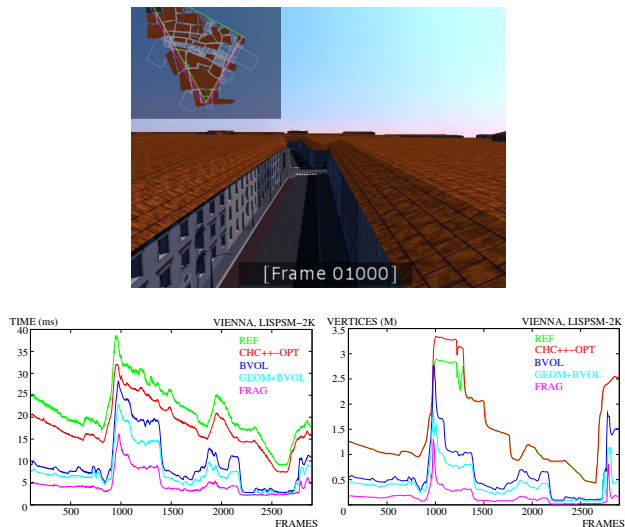 [Frame 01000]
TIME (ms) VIENNA, LISPSM-2K
REF
CHC++-OPT
BVOL
GEOM+BVOL
FRAG
40
35
30
25
20
15
10
5
0
500 1000 1500 2000 2500
FRAMES
VERTICES (M) VIENNA, LISPSM-2K
REF
CHC++-OPT
BVOL
GEOM+BVOL
FRAG
3.5
3
2.5
2
1.5
1
0.5
0 500 1000 1500 2000 2500
FRAMES